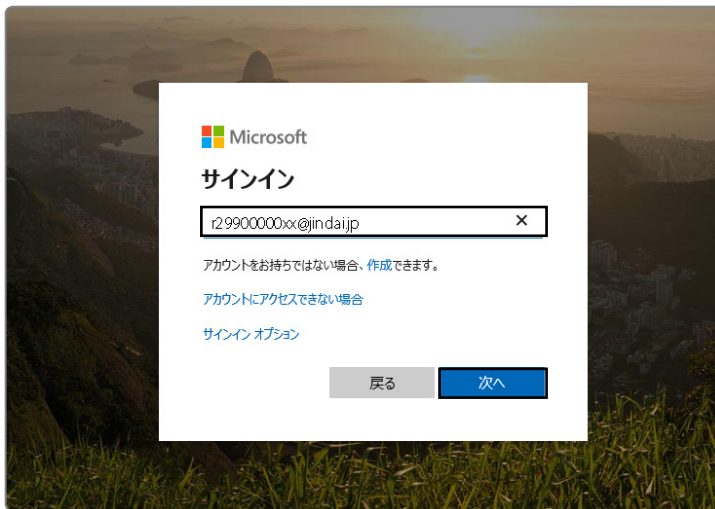 Microsoft
サインイン
r29900000xx@jindai.jp
アカウントをお持ちではない場合、作成できます。
アカウントにアクセスできない場合
サインイン オプション
戻る
次へ